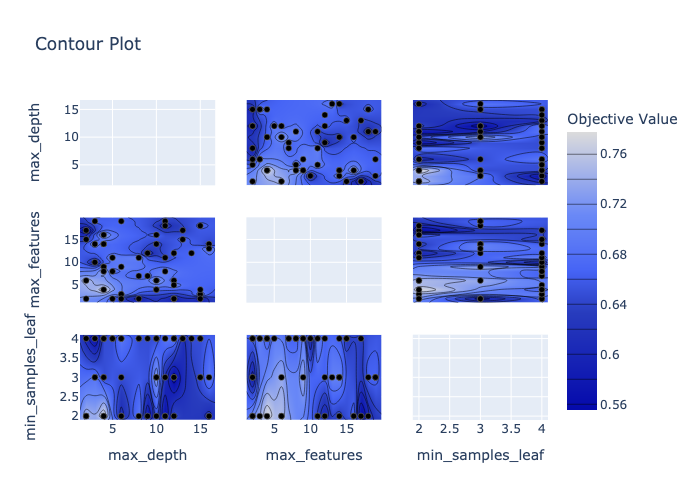 Contour Plot
Objective Value
max_depth
15
10
5
0.76
0.72
0.68
0.64
0.6
0.56
max_features
15
10
5
min_samples_leaf
4
3.5
3
2.5
2
5 10 15
5 10 15
2 2.5 3 3.5 4
max_depth max_features min_samples_leaf